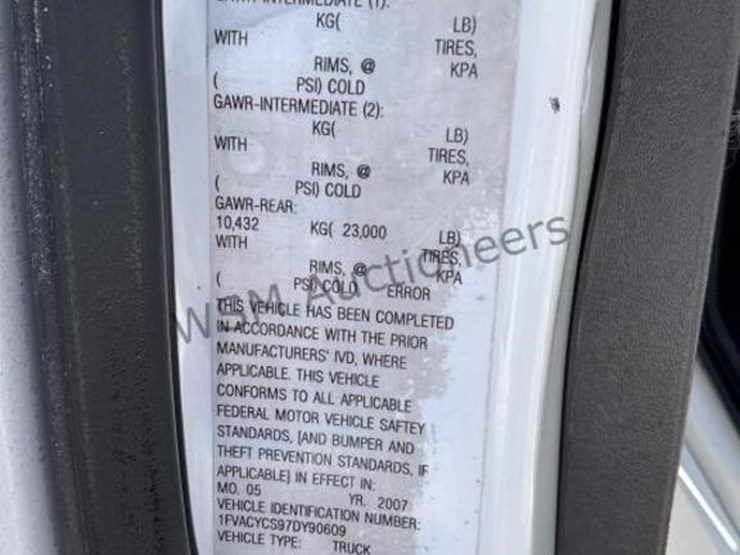 KG( LB)
WITH TIRES,
RIMS, @ KPA
( PSI) COLD
GAWR-INTERMEDIATE (2):
KG( LB)
WITH TIRES,
RIMS, @ KPA
( PSI) COLD
GAWR-REAR:
10,432 KG( 23,000 LB)
WITH TIRES,
RIMS, @ KPA
( PSI) COLD ERROR
THIS VEHICLE HAS BEEN COMPLETED
IN ACCORDANCE WITH THE PRIOR
MANUFACTURERS' IVD, WHERE
APPLICABLE. THIS VEHICLE
CONFORMS TO ALL APPLICABLE
FEDERAL MOTOR VEHICLE SAFTEY
STANDARDS, [AND BUMPER AND
THEFT PREVENTION STANDARDS, IF
APPLICABLE] IN EFFECT IN:
MO. 05 YR. 2007
VEHICLE IDENTIFICATION NUMBER:
1FVACYCS97DY90609
VEHICLE TYPE: TRUCK
WSM Auctioneers